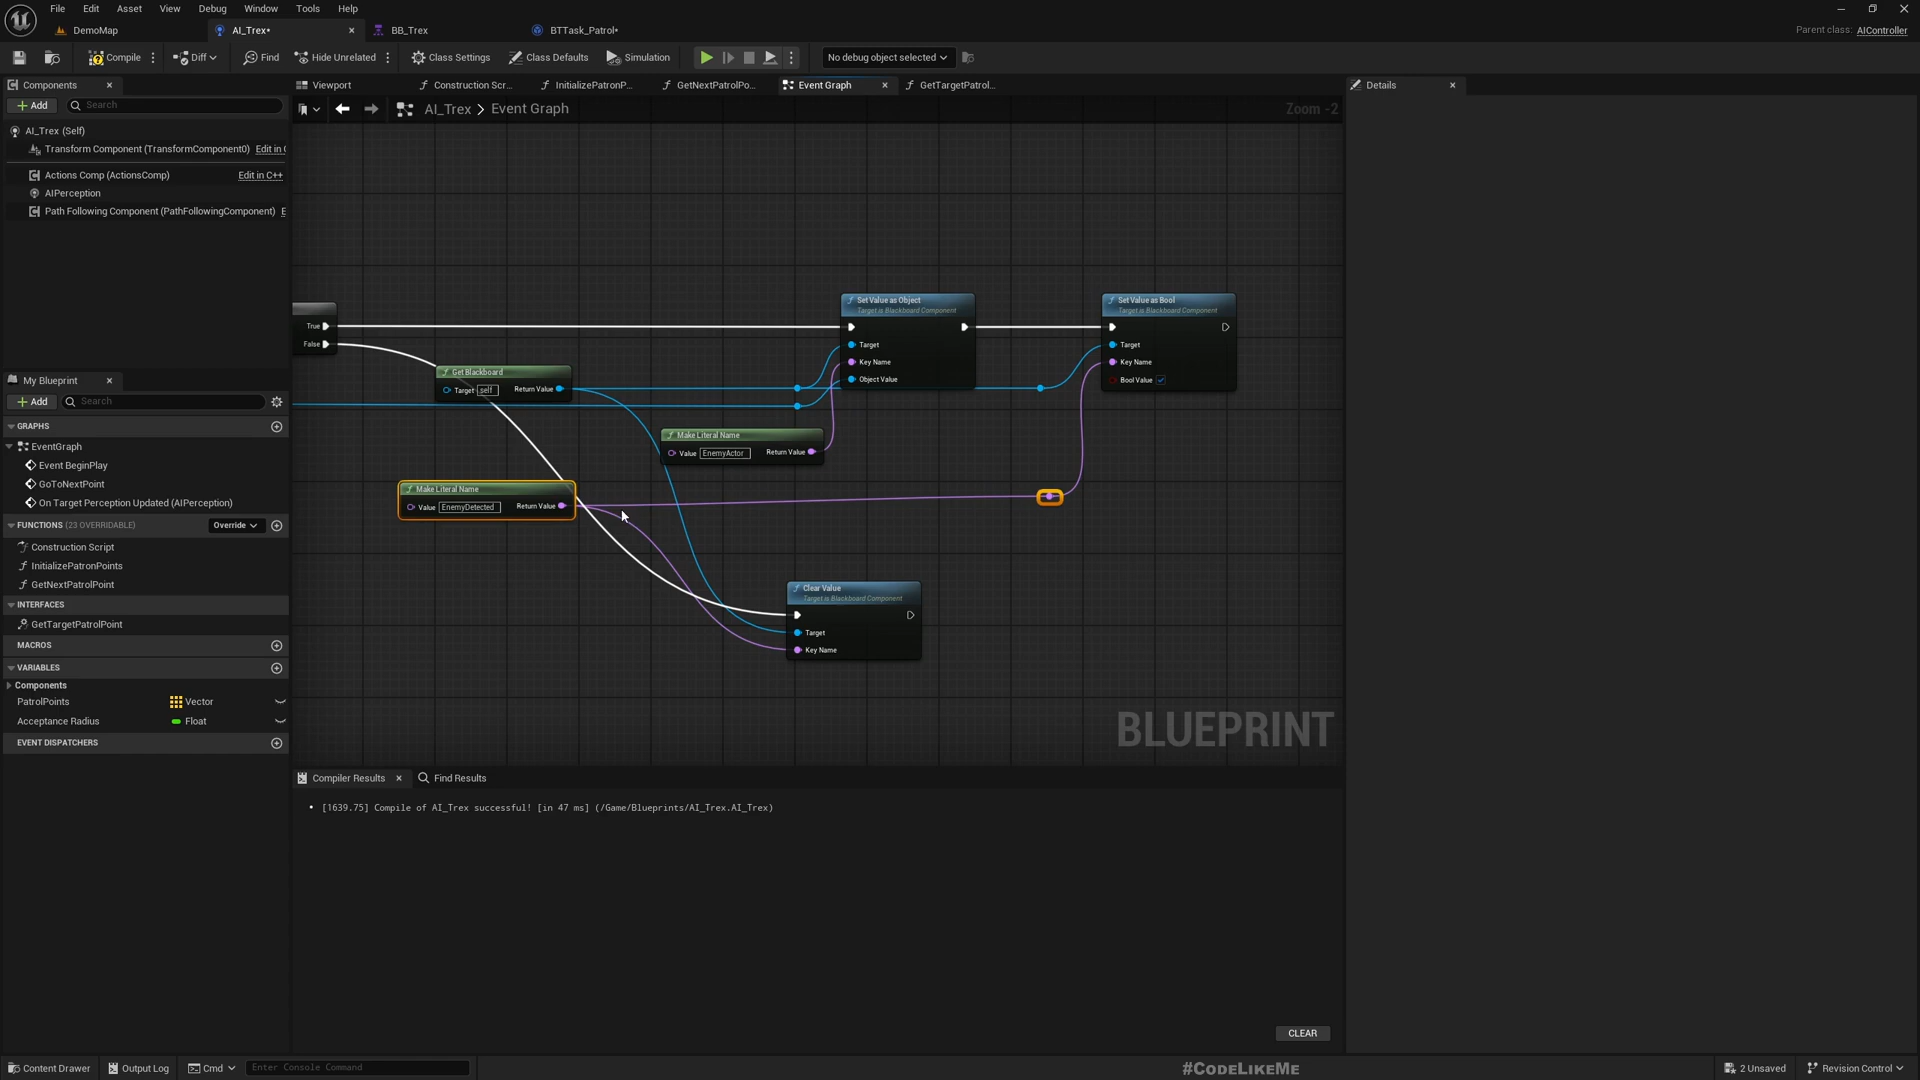 File Edit Asset View Debug Window Tools Help
DemoMap AI_Trex• BB_Trex BTTask_Patrol•
Parent class: AIController
Compile Diff Find Hide Unrelated Class Settings Class Defaults Simulation No debug object selected
Components
Viewport Construction Scr... InitializePatronP... GetNextPatrolPo... Event Graph GetTargetPatrol... Details
Add Search
AI_Trex > Event Graph Zoom -2
AI_Trex (Self)
Transform Component (TransformComponent0) Edit in C
Actions Comp (ActionsComp) Edit in C++
AIPerception
Path Following Component (PathFollowingComponent) E
True
False
Get Blackboard
Target self Return Value
Set Value as Object
Target is Blackboard Component
Target
Key Name
Object Value
Set Value as Bool
Target is Blackboard Component
Target
Key Name
Bool Value
Make Literal Name
Value EnemyActor Return Value
Make Literal Name
Value EnemyDetected Return Value
Clear Value
Target is Blackboard Component
Target
Key Name
BLUEPRINT
My Blueprint
Add Search
GRAPHS
EventGraph
Event BeginPlay
GoToNextPoint
On Target Perception Updated (AIPerception)
FUNCTIONS (23 OVERRIDABLE) Override
Construction Script
InitializePatronPoints
GetNextPatrolPoint
INTERFACES
GetTargetPatrolPoint
MACROS
VARIABLES
Components
PatrolPoints Vector
Acceptance Radius Float
EVENT DISPATCHERS
Compiler Results Find Results
• [1639.75] Compile of AI_Trex successful! [in 47 ms] (/Game/Blueprints/AI_Trex.AI_Trex)
CLEAR
Content Drawer Output Log Cmd Enter Console Command #CODELIKEME 2 Unsaved Revision Control